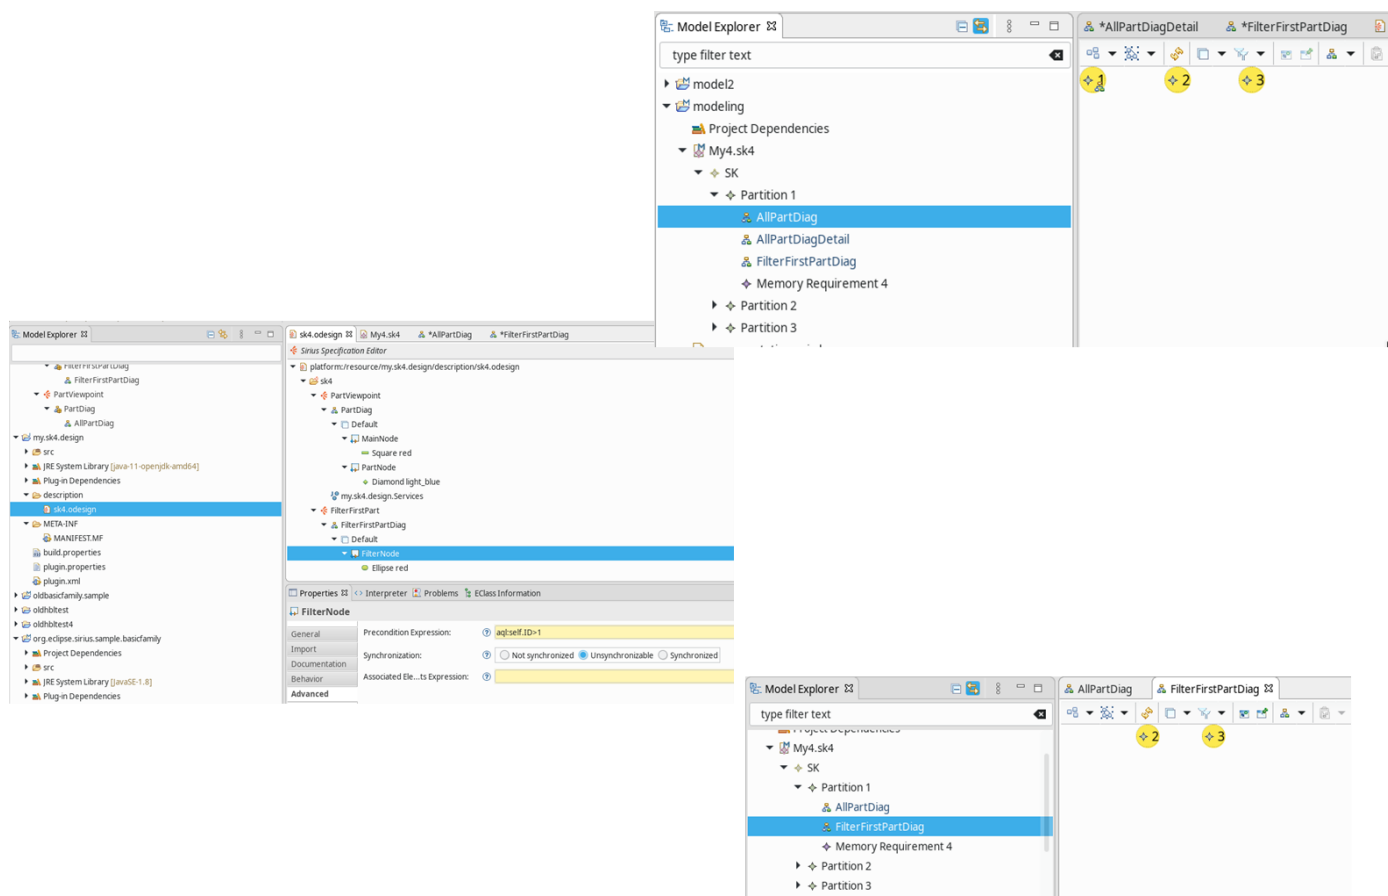 Model Explorer
*AllPartDiagDetail
*FilterFirstPartDiag
type filter text
1
2
3
model2
modeling
Project Dependencies
My4.sk4
SK
Partition 1
AllPartDiag
AllPartDiagDetail
FilterFirstPartDiag
Memory Requirement 4
Partition 2
Partition 3
Model Explorer
FilterFirstPartDiag
FilterFirstPartDiag
PartViewpoint
PartDiag
AllPartDiag
my.sk4.design
src
JRE System Library [java-11-openjdk-amd64]
Plug-in Dependencies
description
sk4.odesign
META-INF
MANIFEST.MF
build.properties
plugin.properties
plugin.xml
oldbasicfamily.sample
oldhbltest
oldhbltest4
org.eclipse.sirius.sample.basicfamily
Project Dependencies
src
JRE System Library [JavaSE-1.8]
Plug-in Dependencies
sk4.odesign
My4.sk4
*AllPartDiag
*FilterFirstPartDiag
Sirius Specification Editor
platform:/resource/my.sk4.design/description/sk4.odesign
sk4
PartViewpoint
PartDiag
Default
MainNode
Square red
PartNode
Diamond light_blue
my.sk4.design.Services
FilterFirstPart
FilterFirstPartDiag
Default
FilterNode
Ellipse red
Properties
Interpreter
Problems
EClass Information
FilterNode
General
Import
Documentation
Behavior
Advanced
Precondition Expression:
aql:self.ID>1
Synchronization:
Not synchronized
Unsynchronizable
Synchronized
Associated Ele...ts Expression:
Model Explorer
AllPartDiag
FilterFirstPartDiag
type filter text
2
3
Project Dependencies
My4.sk4
SK
Partition 1
AllPartDiag
FilterFirstPartDiag
Memory Requirement 4
Partition 2
Partition 3